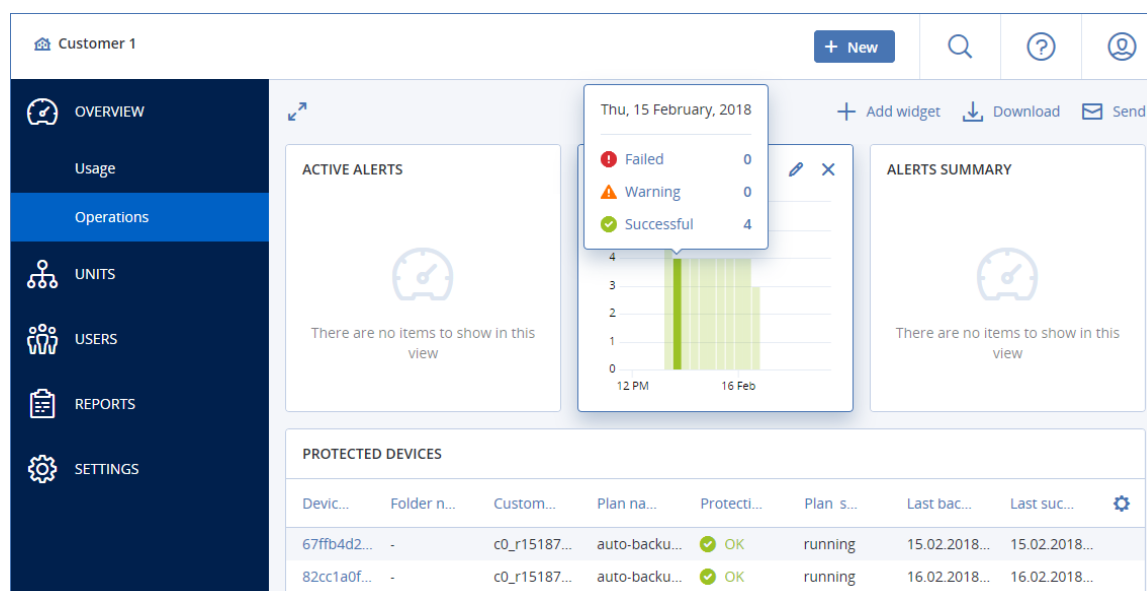 Customer 1
+ New
OVERVIEW
Usage
Operations
UNITS
USERS
REPORTS
SETTINGS
Add widget
Download
Send
ACTIVE ALERTS
There are no items to show in this
view
Thu, 15 February, 2018
Failed 0
Warning 0
Successful 4
4
3
2
1
0
12 PM 16 Feb
ALERTS SUMMARY
There are no items to show in this
view
PROTECTED DEVICES
Devic... Folder n... Custom... Plan na... Protecti... Plan s... Last bac... Last suc...
67ffb4d2... - c0_r15187... auto-backu... OK running 15.02.2018... 15.02.2018...
82cc1a0f... - c0_r15187... auto-backu... OK running 16.02.2018... 16.02.2018...